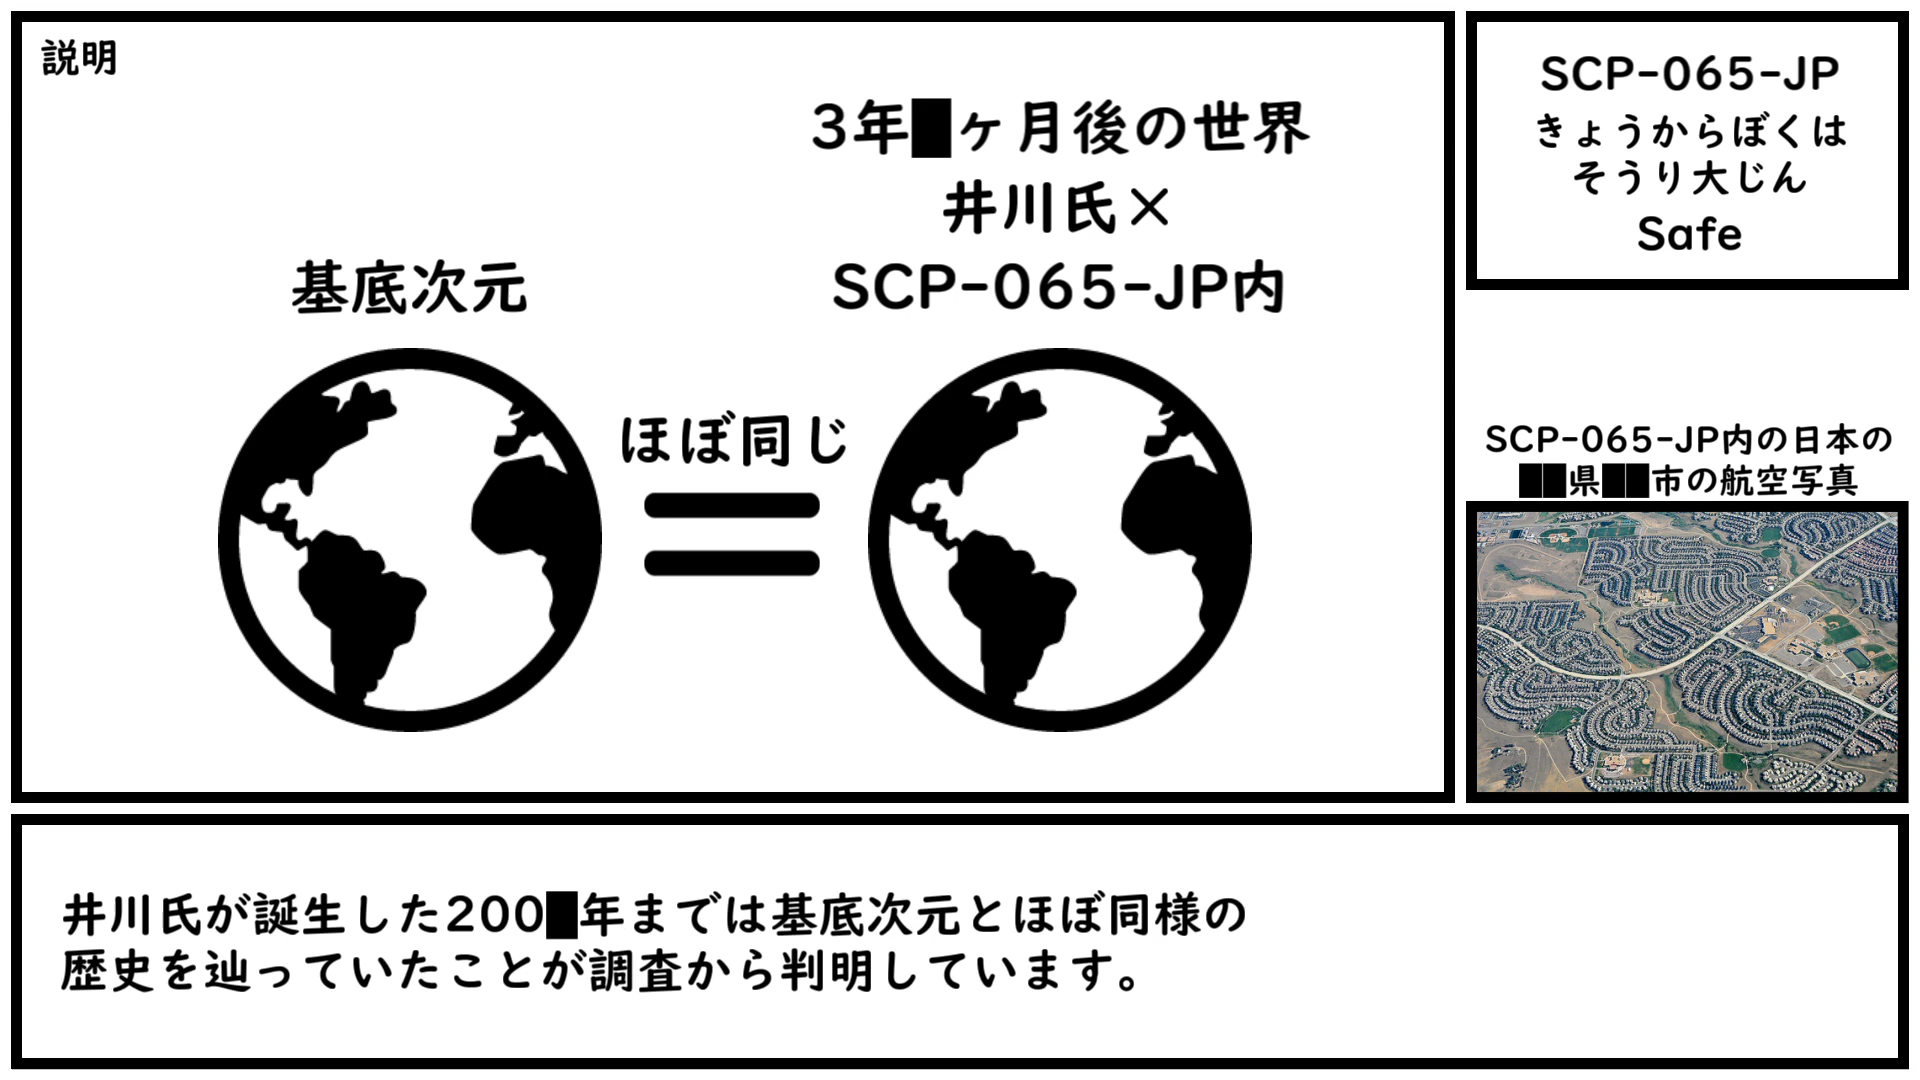 説明
3年█ヶ月後の世界
井川氏×
SCP-065-JP内
基底次元
ほぼ同じ
SCP-065-JP
きょうからぼくは
そうり大じん
Safe
SCP-065-JP内の日本の
██県██市の航空写真
井川氏が誕生した200█年までは基底次元とほぼ同様の
歴史を辿っていたことが調査から判明しています。